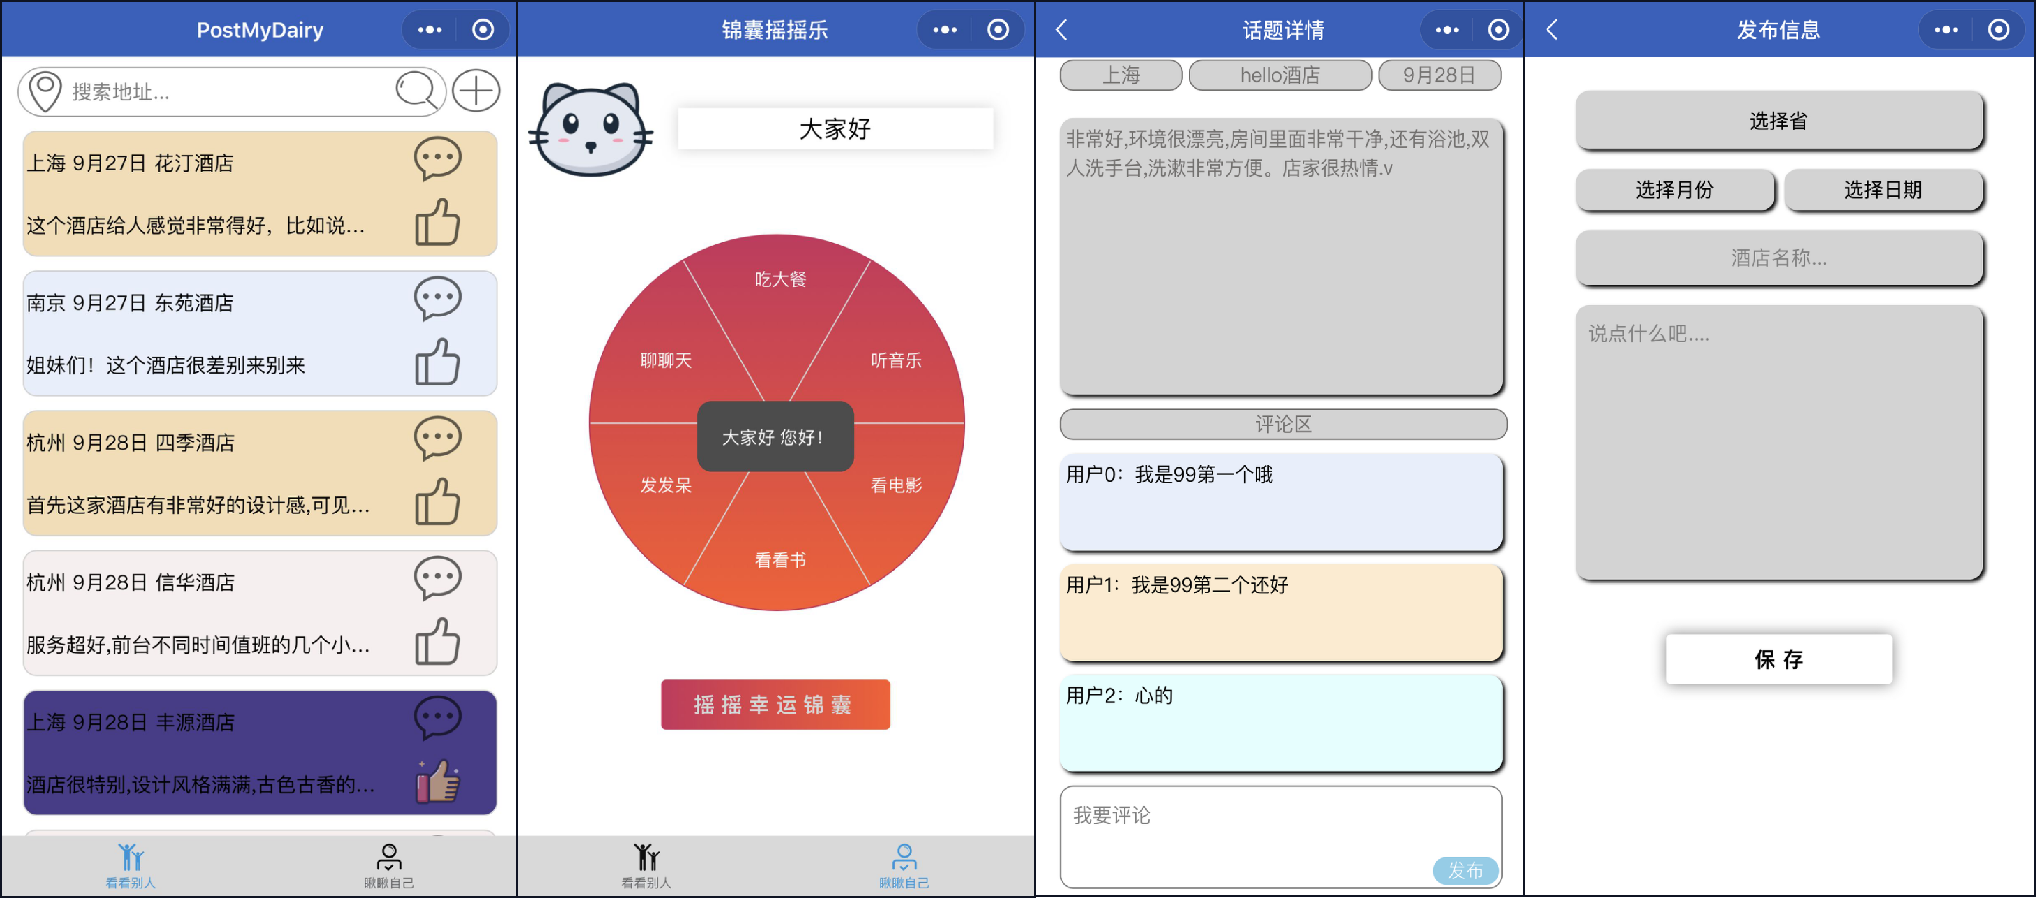 PostMyDairy
搜索地址...
上海 9月27日 花汀酒店
这个酒店给人感觉非常得好，比如说...
南京 9月27日 东苑酒店
姐妹们！这个酒店很差别来别来
杭州 9月28日 四季酒店
首先这家酒店有非常好的设计感,可见...
杭州 9月28日 信华酒店
服务超好,前台不同时间值班的几个小...
上海 9月28日 丰源酒店
酒店很特别,设计风格满满,古色古香的...
看看别人
瞅瞅自己
锦囊摇摇乐
大家好
吃大餐
聊聊天
听音乐
大家好 您好!
发发呆
看电影
看看书
摇摇幸运锦囊
看看别人
瞅瞅自己
话题详情
上海
hello酒店
9月28日
非常好,环境很漂亮,房间里面非常干净,还有浴池,双
人洗手台,洗漱非常方便。店家很热情.v
评论区
用户0：我是99第一个哦
用户1：我是99第二个还好
用户2：心的
我要评论
发布
发布信息
选择省
选择月份
选择日期
酒店名称...
说点什么吧....
保 存